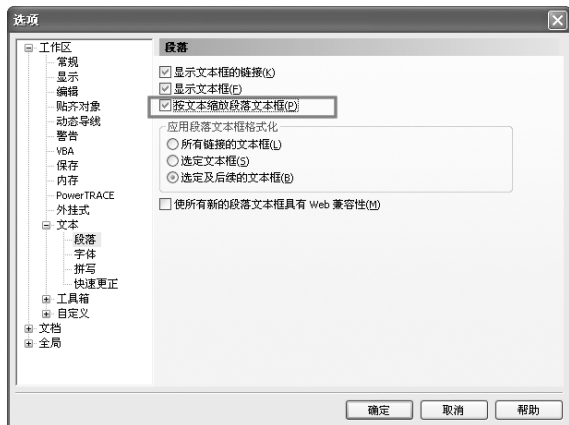 选项
工作区
常规
显示
编辑
贴齐对象
动态导线
警告
VBA
保存
内存
PowerTRACE
外挂式
文本
段落
字体
拼写
快速更正
工具箱
自定义
文档
全局
段落
显示文本框的链接(K)
显示文本框(F)
按文本缩放段落文本框(P)
应用段落文本框格式化
所有链接的文本框(L)
选定文本框(S)
选定及后续的文本框(B)
使所有新的段落文本框具有 Web 兼容性(M)
确定
取消
帮助